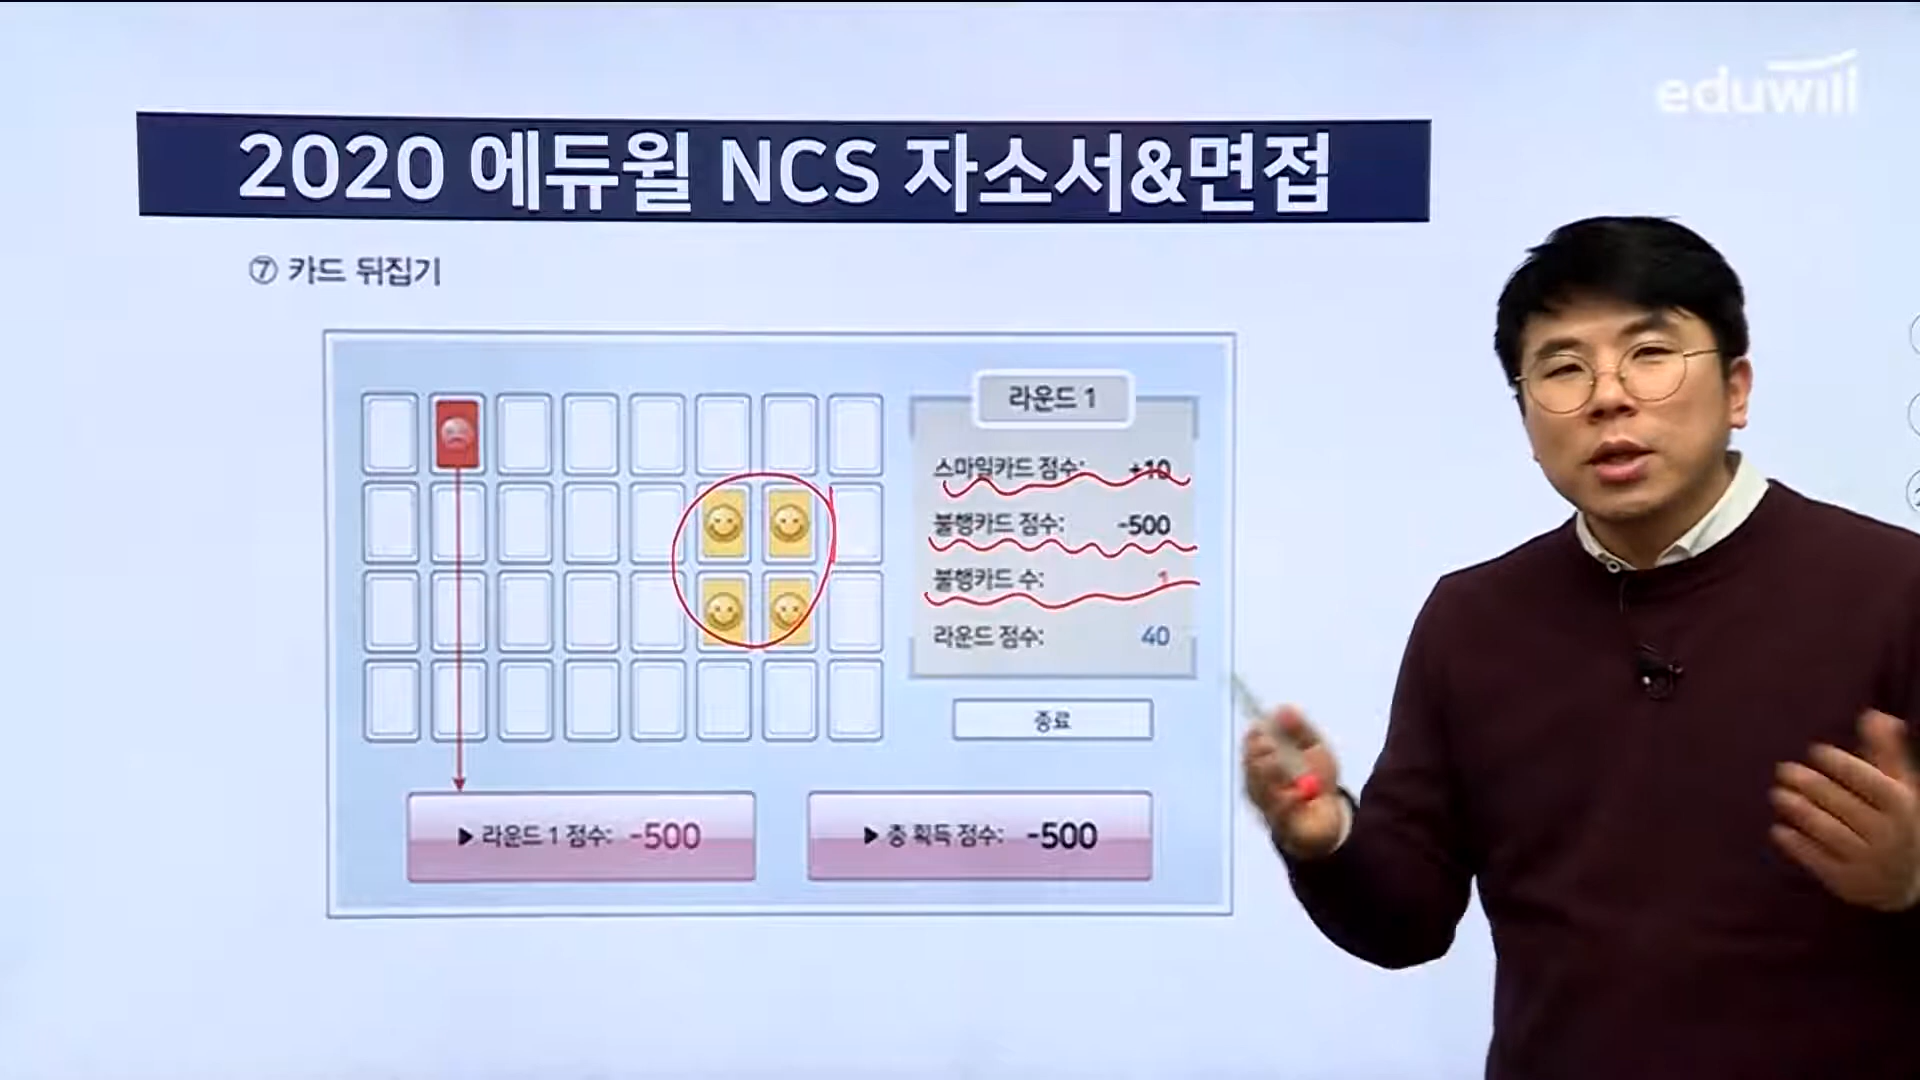 eduwill
2020 에듀윌 NCS 자소서&면접
⑦ 카드 뒤집기
라운드 1
스마일카드 점수: +10
불행카드 점수: -500
불행카드 수: 1
라운드 점수: 40
종료
▶ 라운드 1 점수: -500
▶ 총 획득 점수: -500